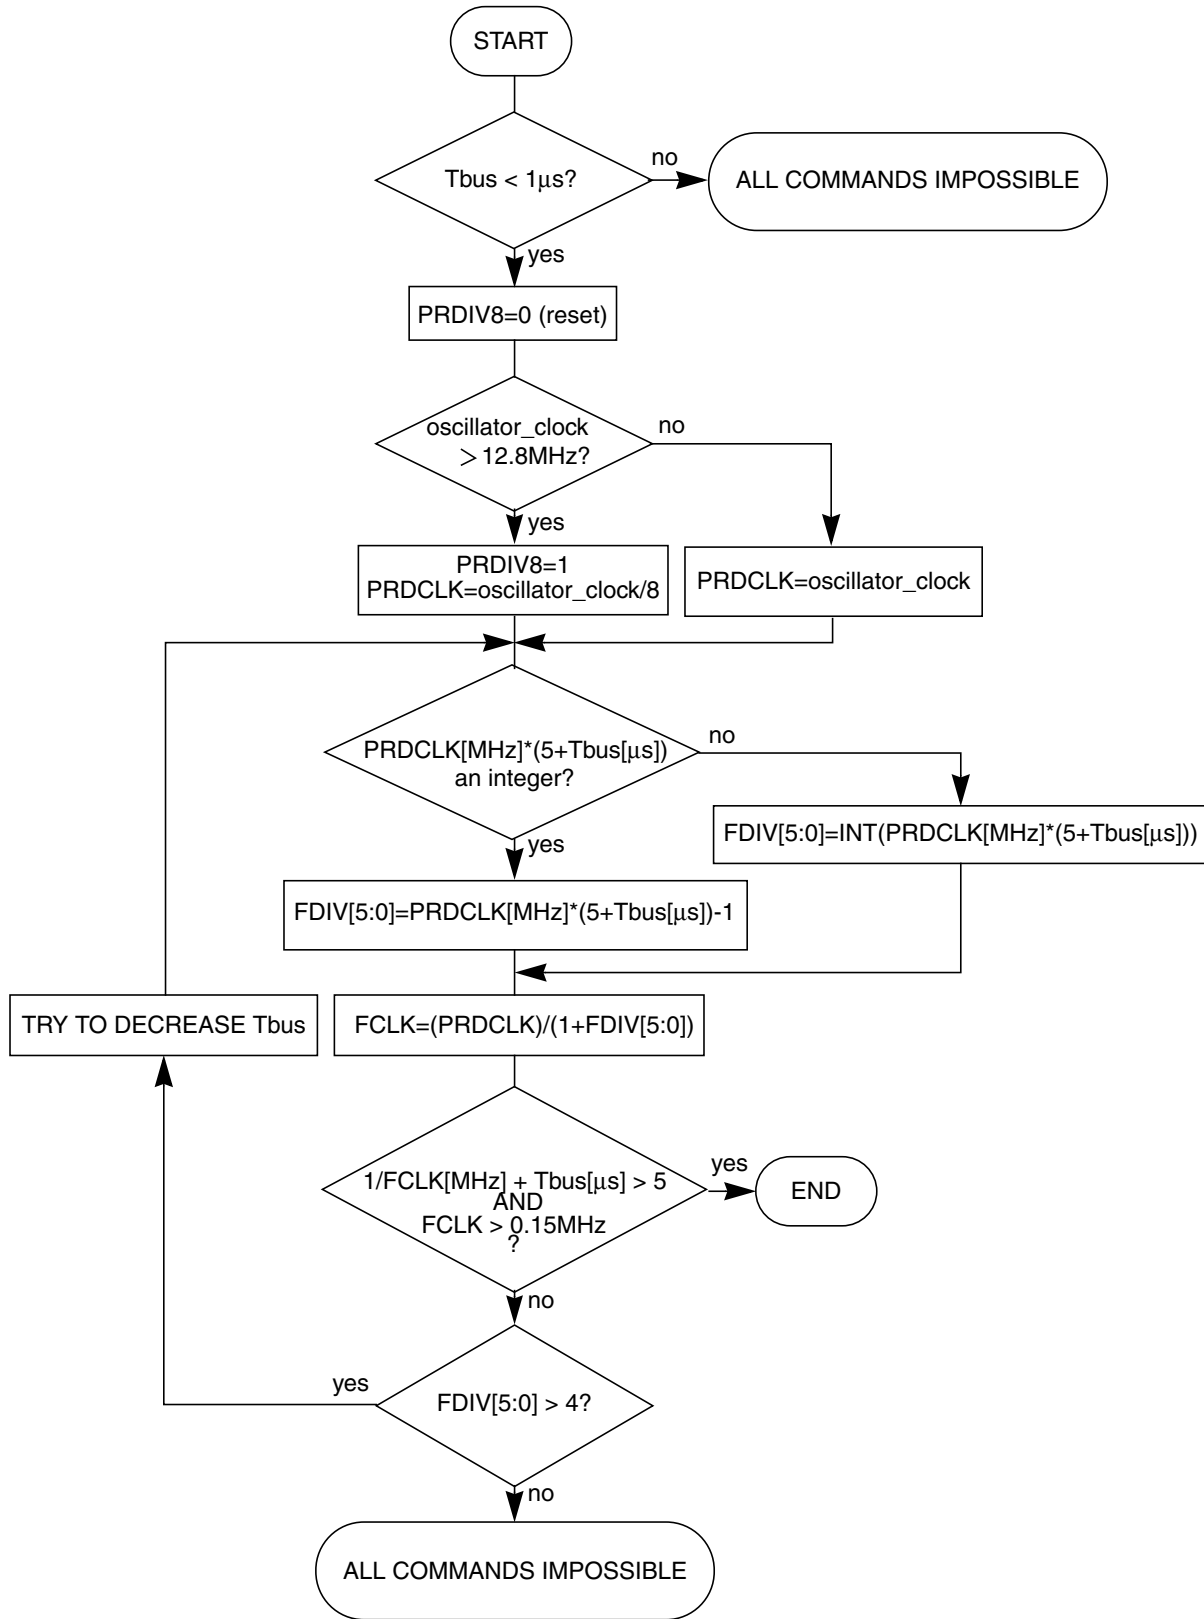 START
Tbus < 1μs?
no
ALL COMMANDS IMPOSSIBLE
yes
PRDIV8=0 (reset)
oscillator_clock
> 12.8MHz?
no
yes
PRDIV8=1
PRDCLK=oscillator_clock/8
PRDCLK=oscillator_clock
PRDCLK[MHz]*(5+Tbus[μs])
an integer?
no
yes
FDIV[5:0]=INT(PRDCLK[MHz]*(5+Tbus[μs]))
FDIV[5:0]=PRDCLK[MHz]*(5+Tbus[μs])-1
TRY TO DECREASE Tbus
FCLK=(PRDCLK)/(1+FDIV[5:0])
1/FCLK[MHz] + Tbus[μs] > 5
AND
FCLK > 0.15MHz
?
yes
END
no
FDIV[5:0] > 4?
yes
no
ALL COMMANDS IMPOSSIBLE